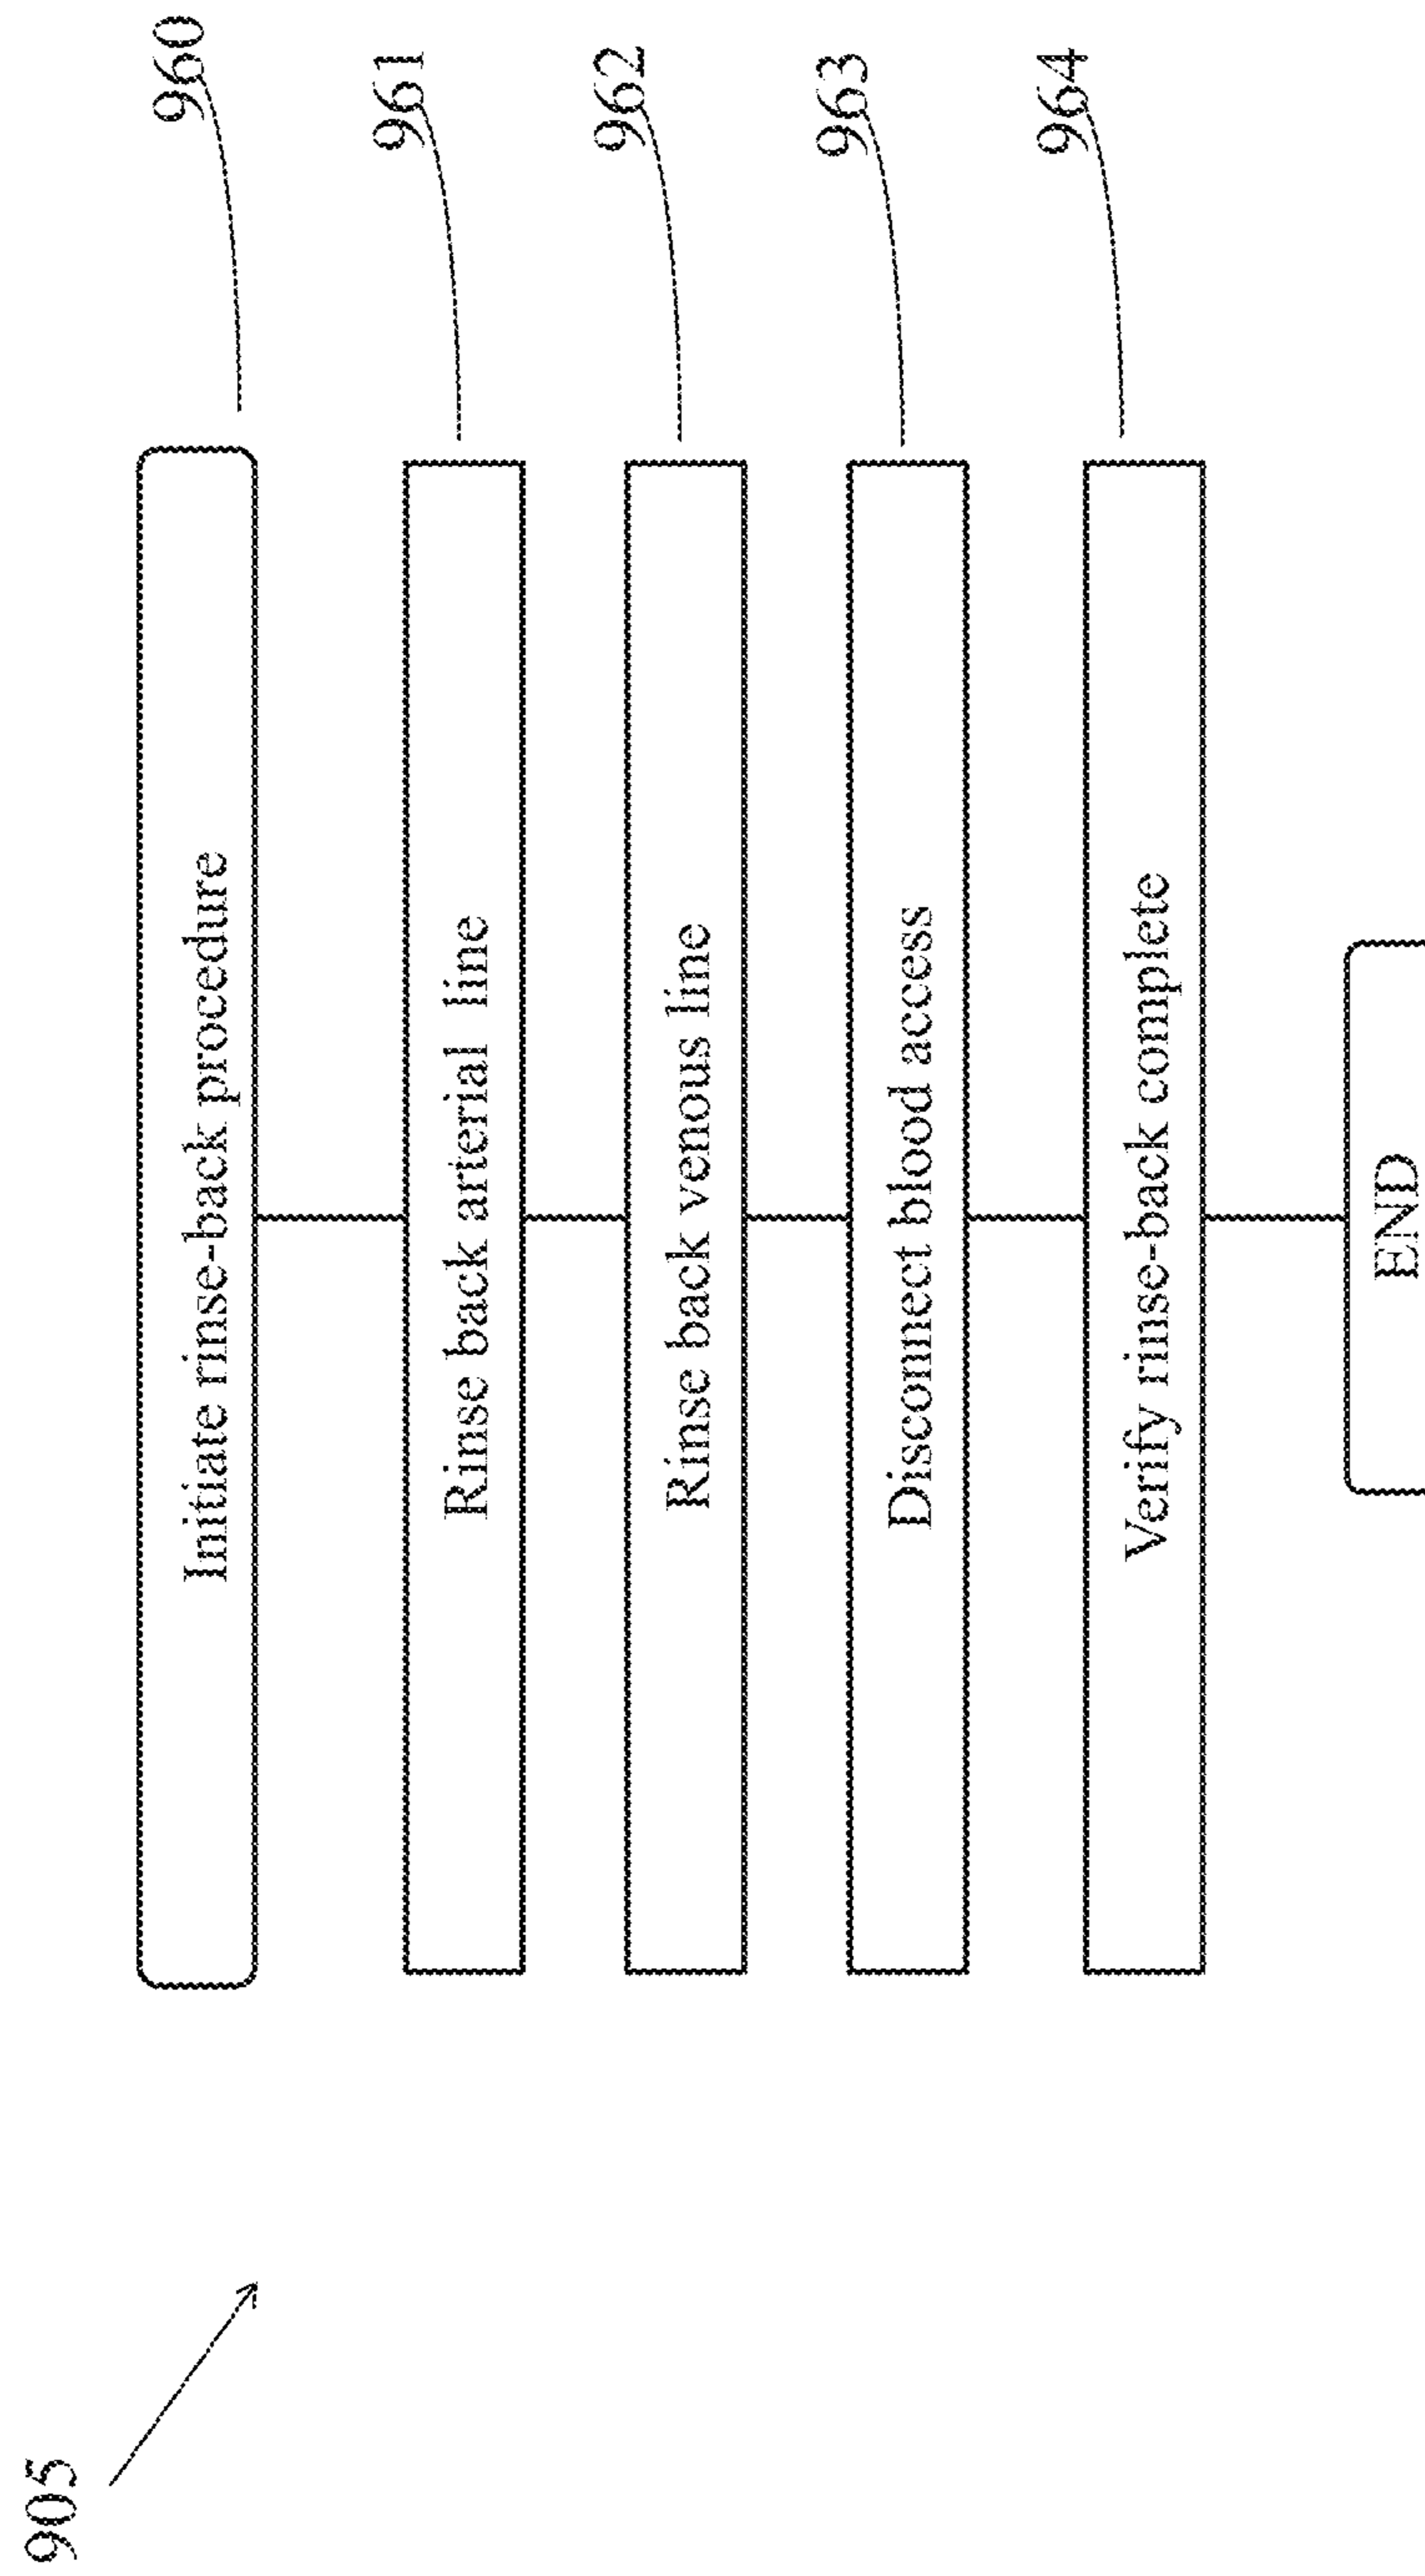 905
Initiate rinse-back procedure
960
Rinse back arterial line
961
Rinse back venous line
962
Disconnect blood access
963
Verify rinse-back complete
964
END